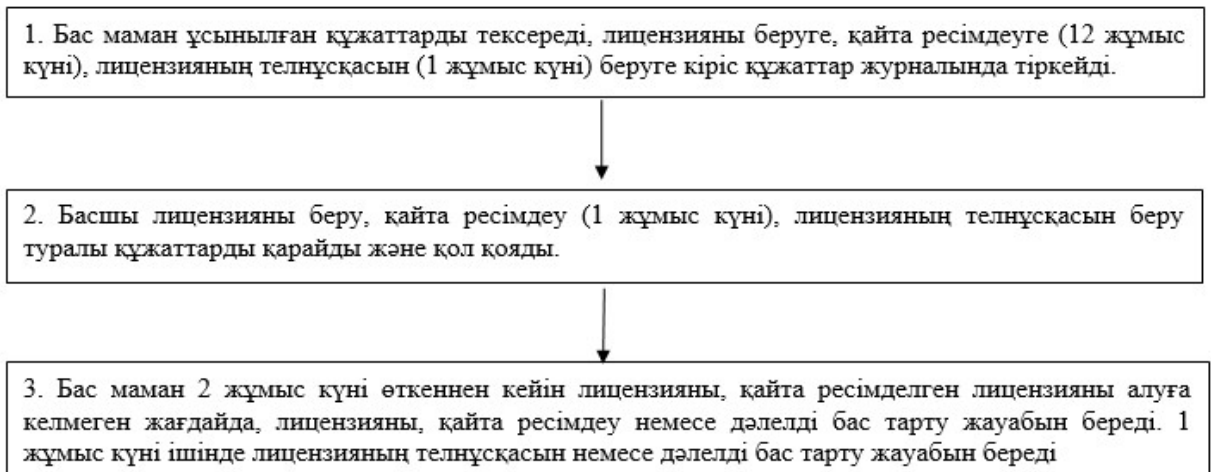 1. Бас маман ұсынылған құжаттарды тексереді, лицензияны беруге, қайта ресімдеуге (12 жұмыс
күні), лицензияның телнұсқасын (1 жұмыс күні) беруге кіріс құжаттар журналында тіркейді.
2. Басшы лицензияны беру, қайта ресімдеу (1 жұмыс күні), лицензияның телнұсқасын беру
туралы құжаттарды қарайды және қол қояды.
3. Бас маман 2 жұмыс күні өткеннен кейін лицензияны, қайта ресімделген лицензияны алуға
келмеген жағдайда, лицензияны, қайта ресімдеу немесе дәлелді бас тарту жауабын береді. 1
жұмыс күні ішінде лицензияның телнұсқасын немесе дәлелді бас тарту жауабын береді